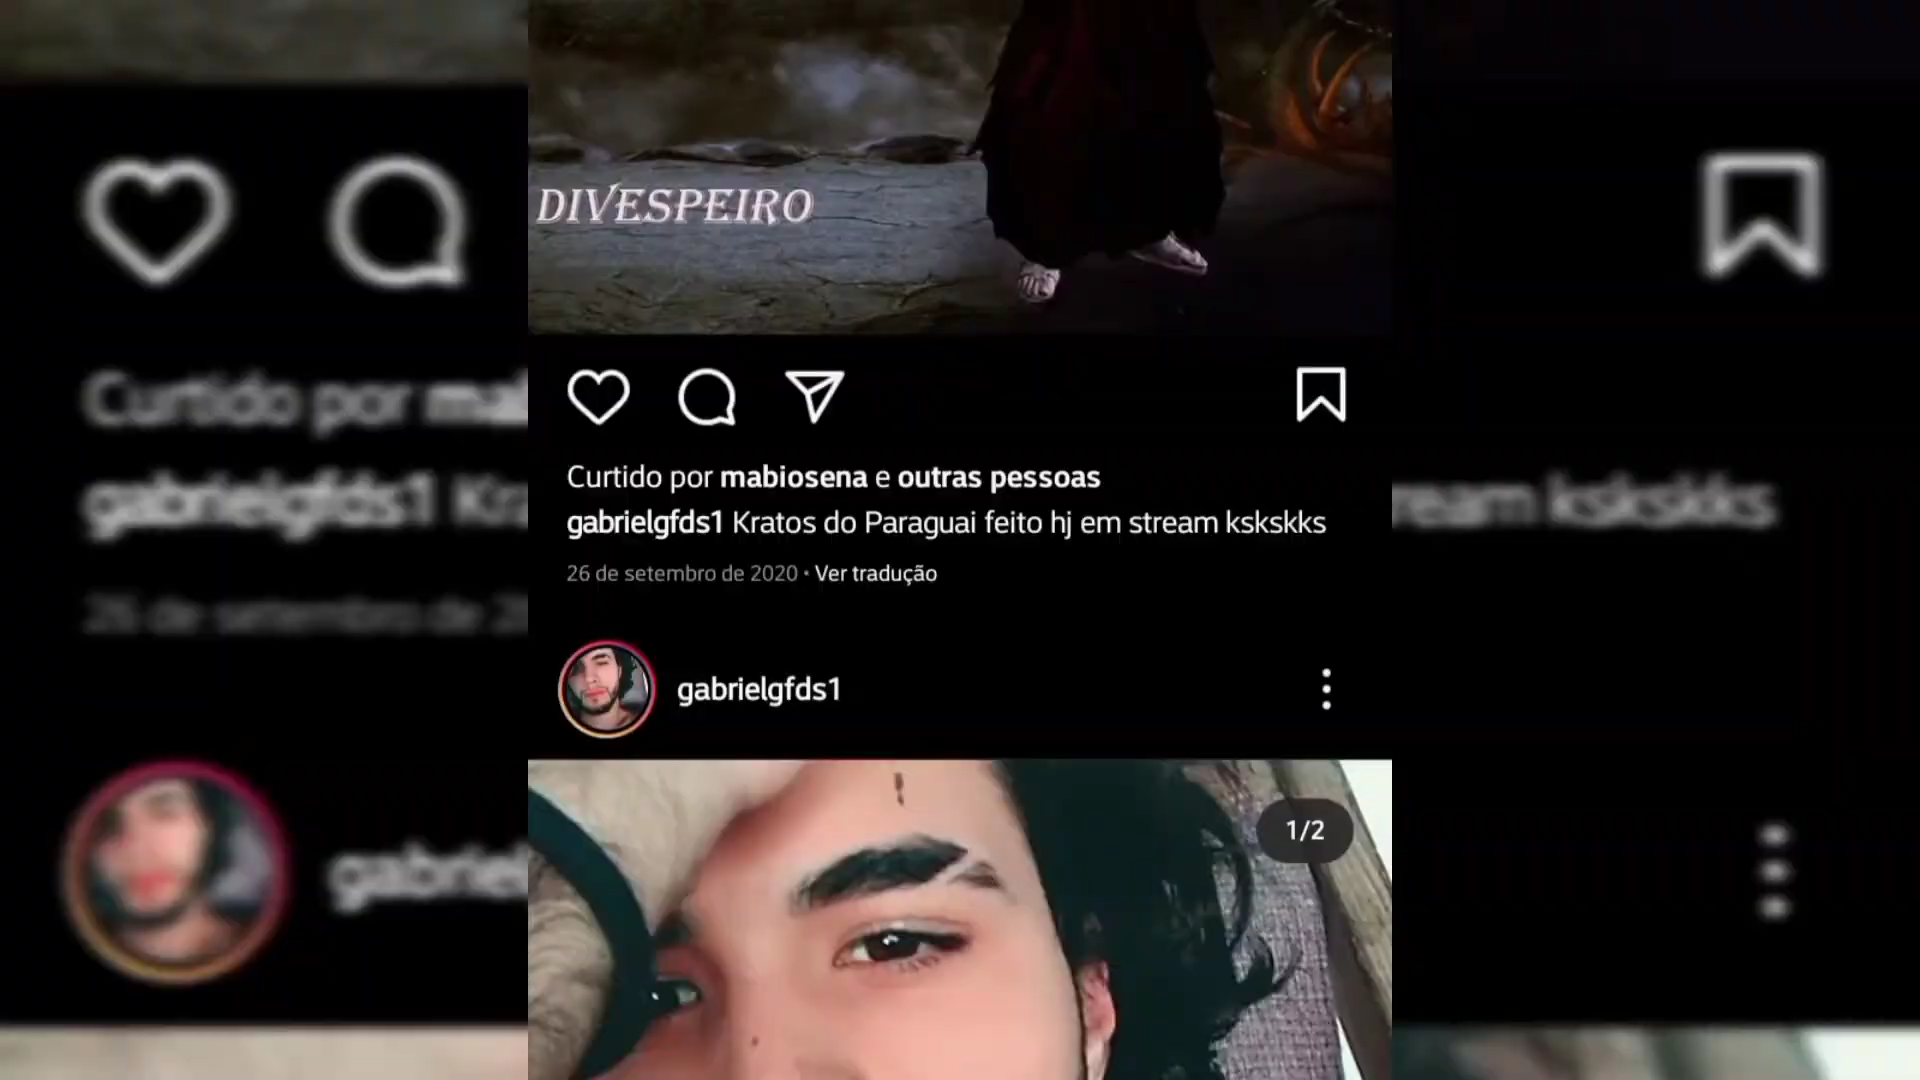 DIVESPEIRO
Curtido por mabiosena e outras pessoas
gabrielgfds1 Kratos do Paraguai feito hj em stream kskskks
26 de setembro de 2020 • Ver tradução
gabrielgfds1
1/2